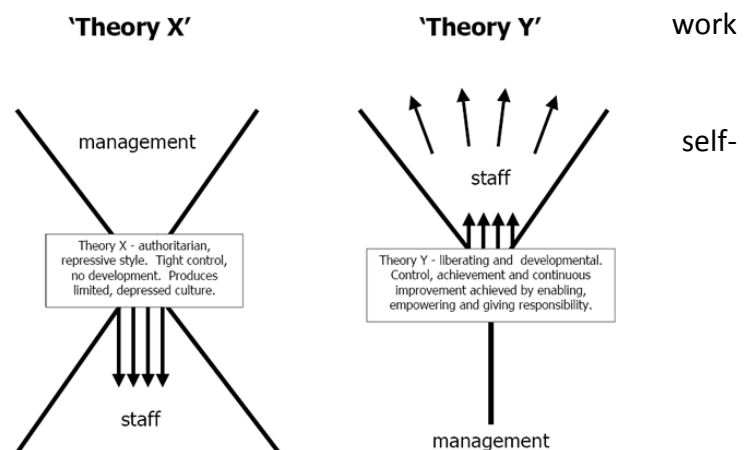 ‘Theory X’
‘Theory Y’
work
management
self-
staff
Theory X - authoritarian,
repressive style. Tight control,
no development. Produces
limited, depressed culture.
Theory Y - liberating and developmental.
Control, achievement and continuous
improvement achieved by enabling,
empowering and giving responsibility.
staff
management